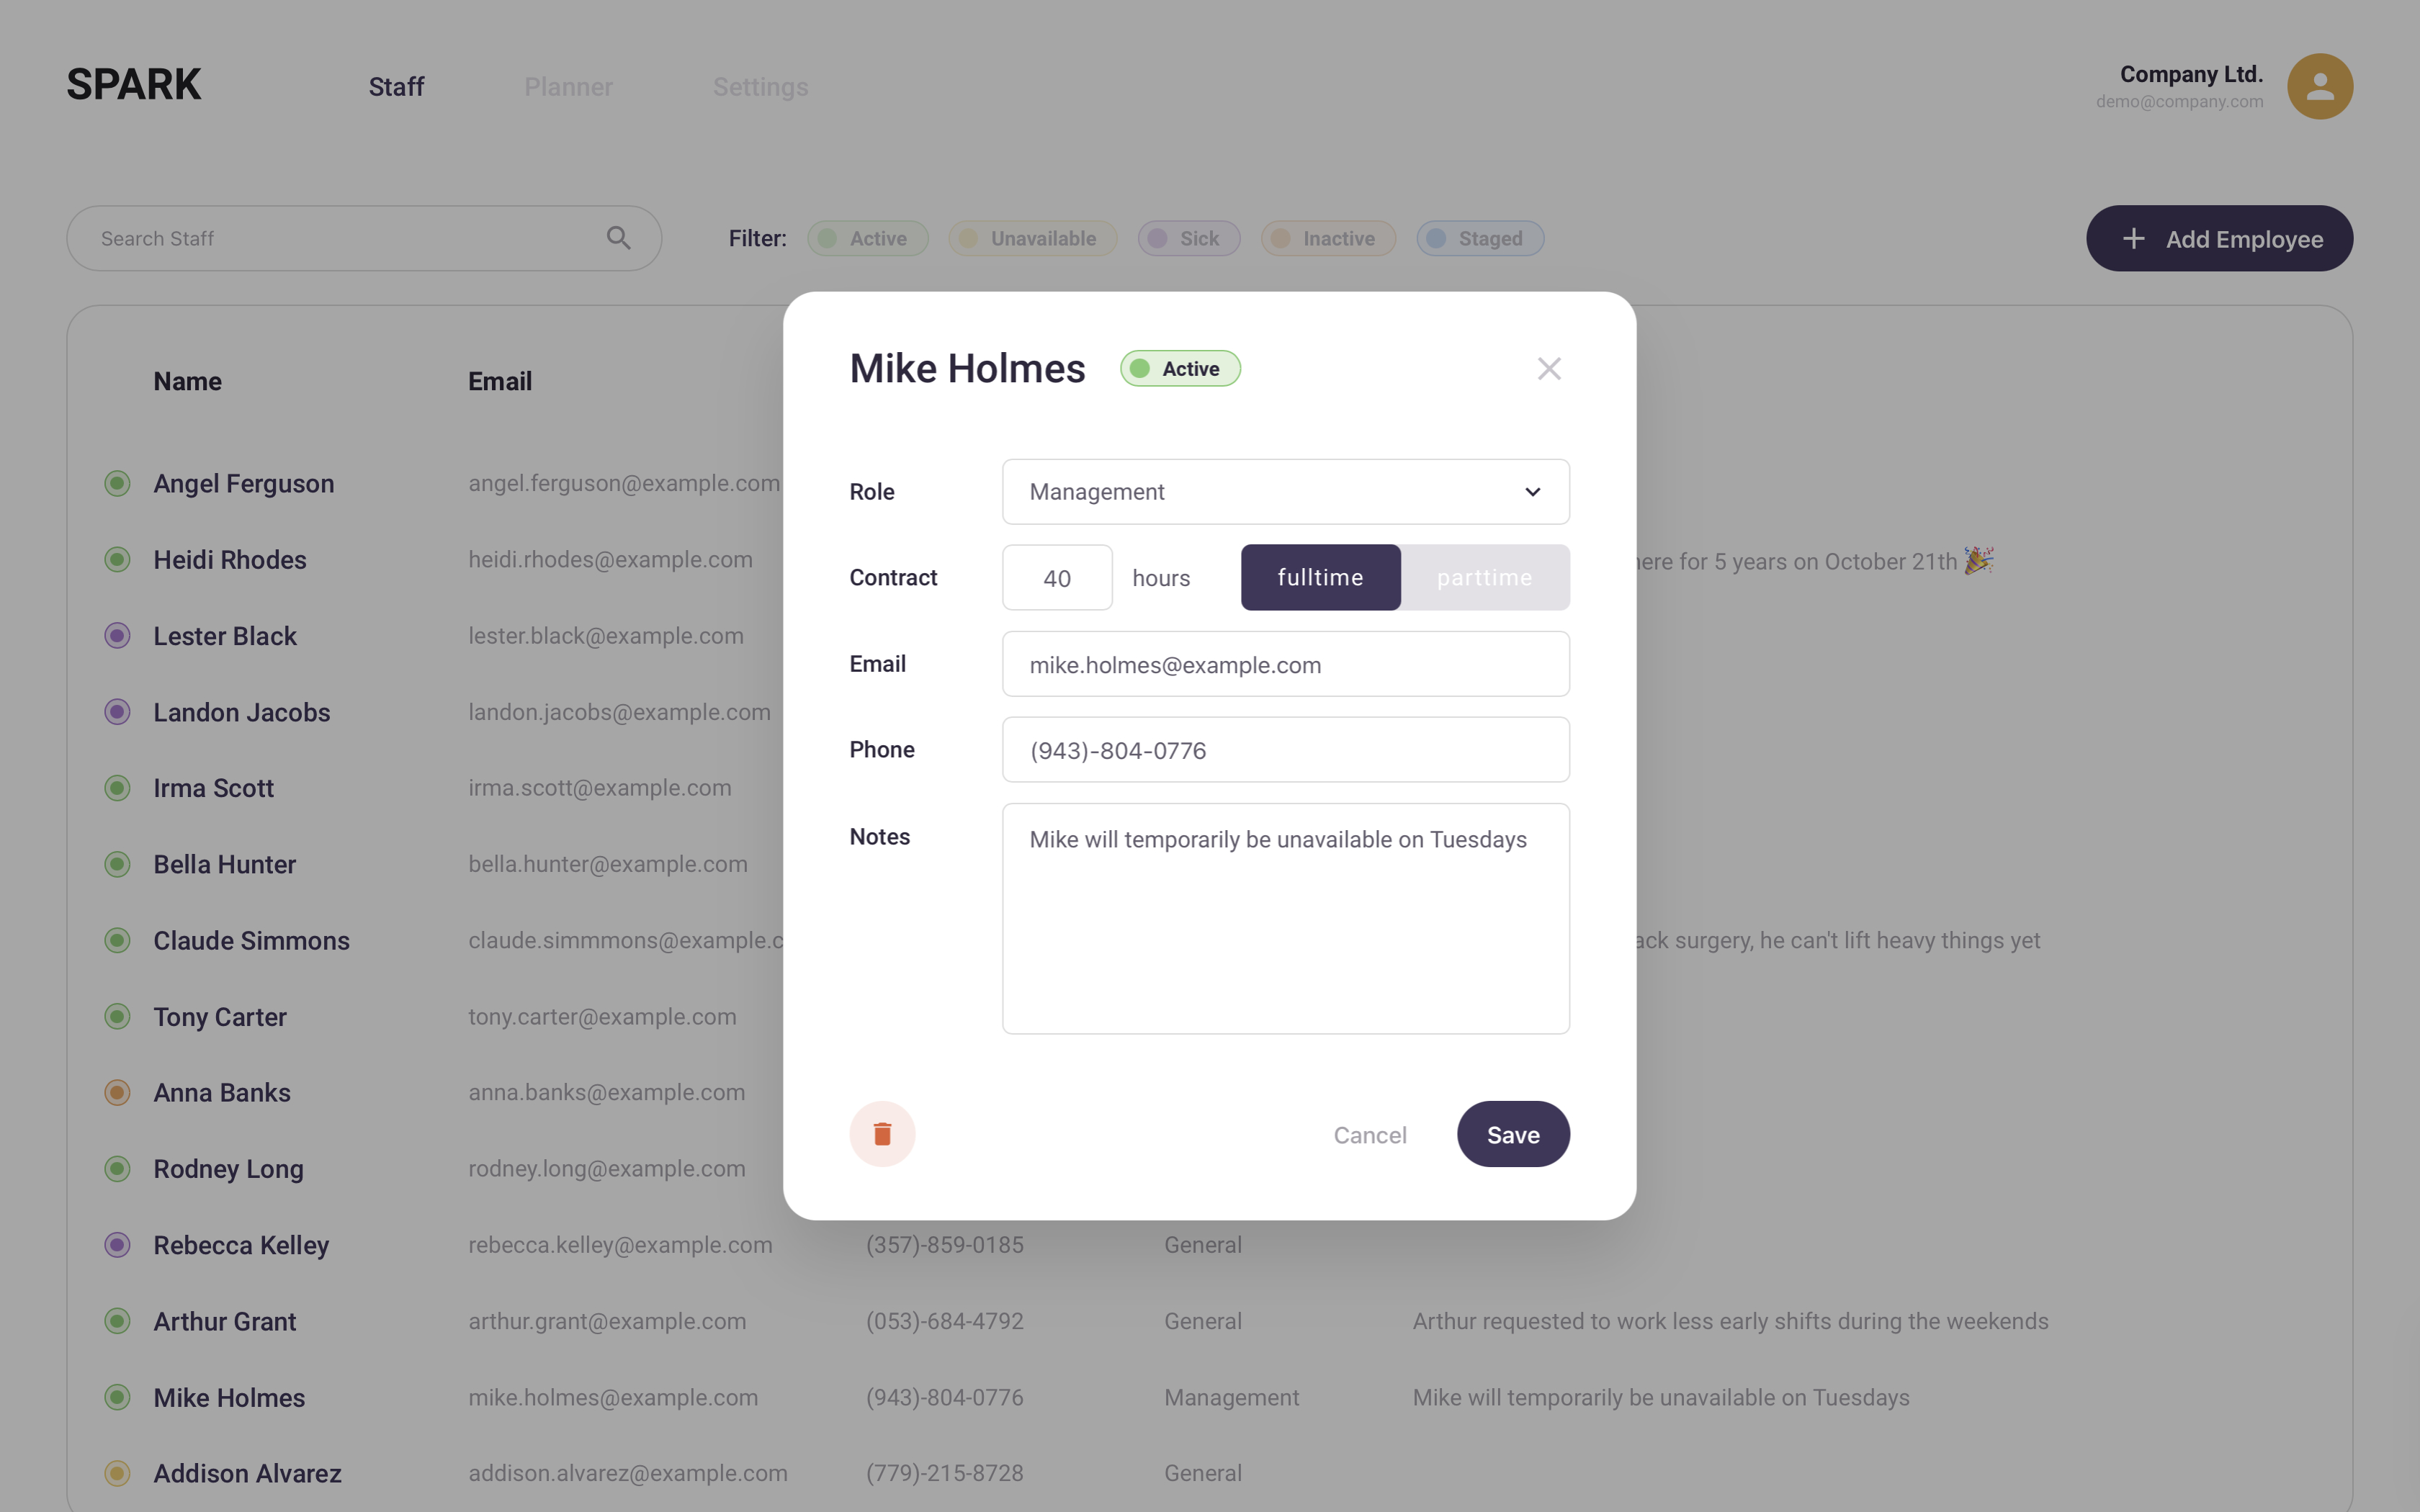 SPARK
Staff
Planner
Settings
Company Ltd.
demo@company.com
Search Staff
Filter:
Active
Unavailable
Sick
Inactive
Staged
+ Add Employee
Name
Email
Angel Ferguson
angel.ferguson@example.com
Heidi Rhodes
heidi.rhodes@example.com
here for 5 years on October 21th 🎉
Lester Black
lester.black@example.com
Landon Jacobs
landon.jacobs@example.com
Irma Scott
irma.scott@example.com
Bella Hunter
bella.hunter@example.com
Claude Simmons
claude.simmmons@example.c
ack surgery, he can't lift heavy things yet
Tony Carter
tony.carter@example.com
Anna Banks
anna.banks@example.com
Rodney Long
rodney.long@example.com
Rebecca Kelley
rebecca.kelley@example.com
(357)-859-0185
General
Arthur Grant
arthur.grant@example.com
(053)-684-4792
General
Arthur requested to work less early shifts during the weekends
Mike Holmes
mike.holmes@example.com
(943)-804-0776
Management
Mike will temporarily be unavailable on Tuesdays
Addison Alvarez
addison.alvarez@example.com
(779)-215-8728
General
Mike Holmes
Active
Role
Management
Contract
40
hours
fulltime
parttime
Email
mike.holmes@example.com
Phone
(943)-804-0776
Notes
Mike will temporarily be unavailable on Tuesdays
Cancel
Save